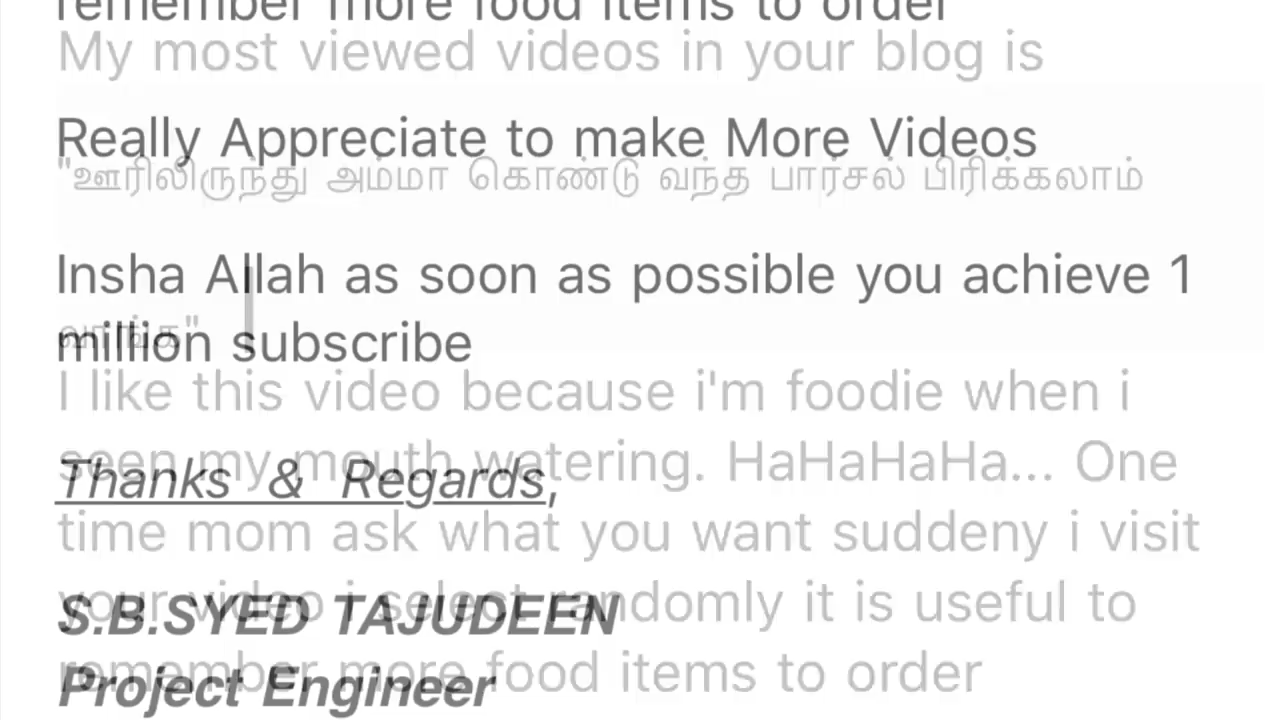 remember more food items to order
My most viewed videos in your blog is
Really Appreciate to make More Videos
"ஊரிலிருந்து அம்மா கொண்டு வந்த பார்சல் பிரிக்கலாம்
Insha Allah as soon as possible you achieve 1
வாங்க"
million subscribe
I like this video because i'm foodie when i
seen my mouth watering. HaHaHaHa... One
Thanks & Regards,
time mom ask what you want suddeny i visit
your video i select randomly it is useful to
S.B.SYED TAJUDEEN
remember more food items to order
Project Engineer